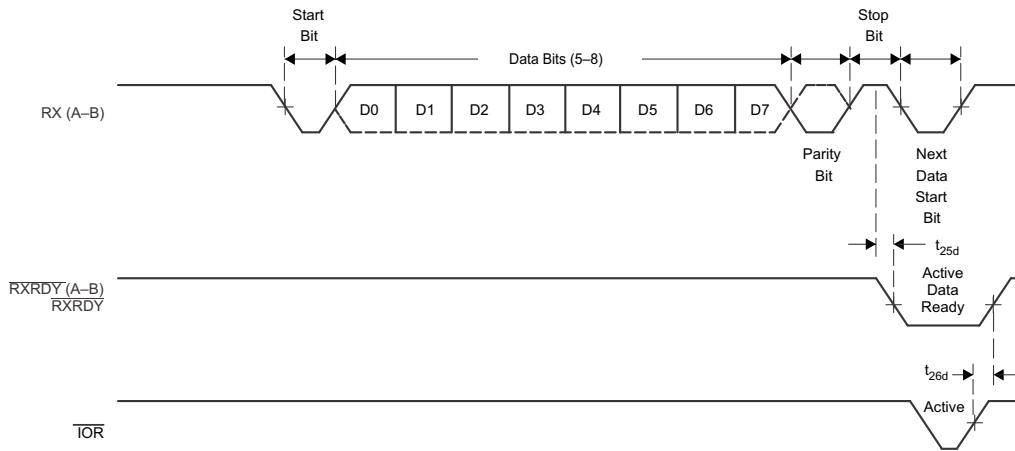 Start
Bit
Stop
Bit
Data Bits (5–8)
RX (A–B)
D0 D1 D2 D3 D4 D5 D6 D7
Parity
Bit
Next
Data
Start
Bit
t25d
RXRDY (A–B)
RXRDY
Active
Data
Ready
t26d
Active
IOR